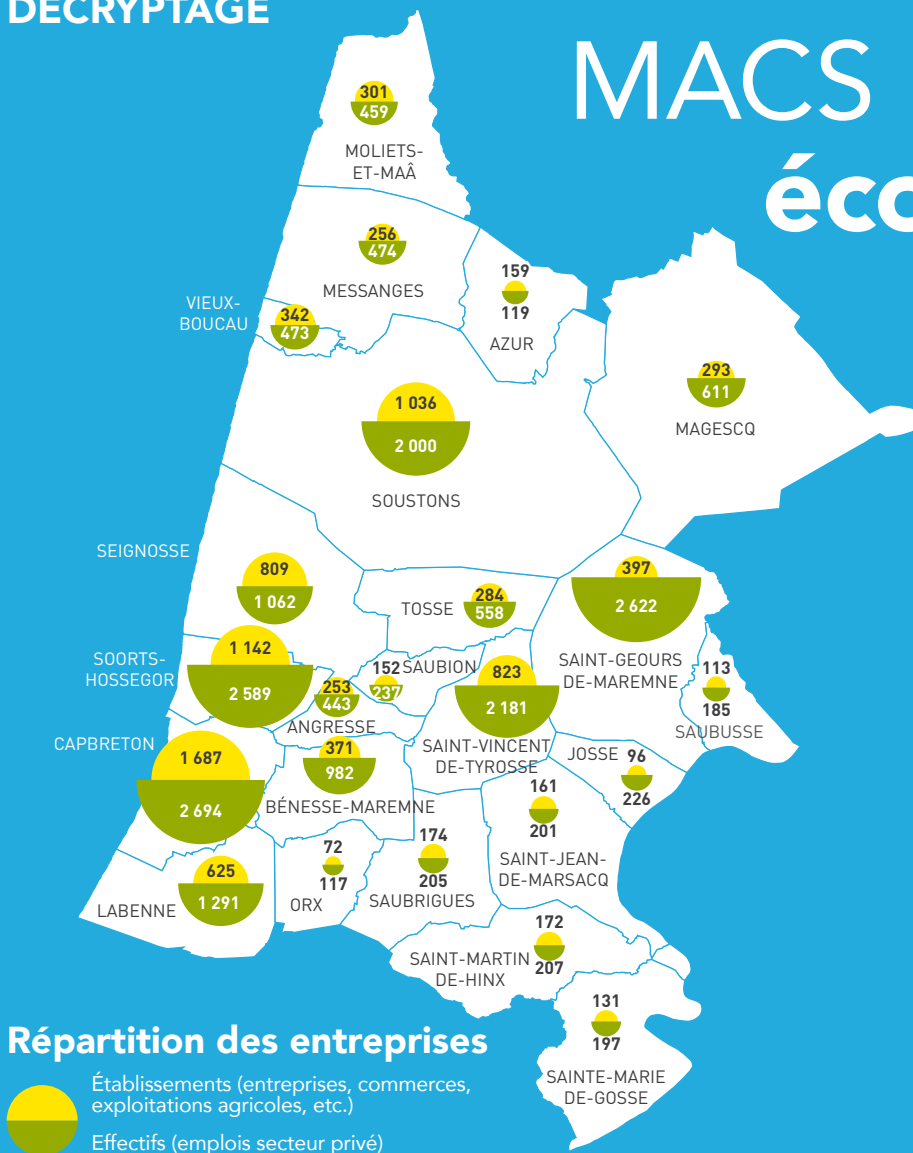 DÉCRYPTAGE
MACS
éco
301
459
MOLIETS-
ET-MAÂ
256
474
MESSANGES
159
119
AZUR
VIEUX-
BOUCAU
342
473
293
611
MAGESCQ
1 036
2 000
SOUSTONS
SEIGNOSSE
809
1 062
TOSSE
284
558
397
2 622
SAINT-GEOURS
DE-MAREMNE
SOORTS-
HOSSEGOR
1 142
2 589
253
443
ANGRESSE
152
SAUBION
237
823
2 181
SAINT-VINCENT
DE-TYROSSE
113
185
SAUBUSSE
CAPBRETON
1 687
2 694
371
982
BÉNESSE-MAREMNE
JOSSE
96
226
161
201
SAINT-JEAN-
DE-MARSACQ
LABENNE
625
1 291
72
117
ORX
174
205
SAUBRIGUES
172
207
SAINT-MARTIN
DE-HINX
131
197
SAINTE-MARIE
DE-GOSSE
Répartition des entreprises
Établissements (entreprises, commerces,
exploitations agricoles, etc.)
Effectifs (emplois secteur privé)